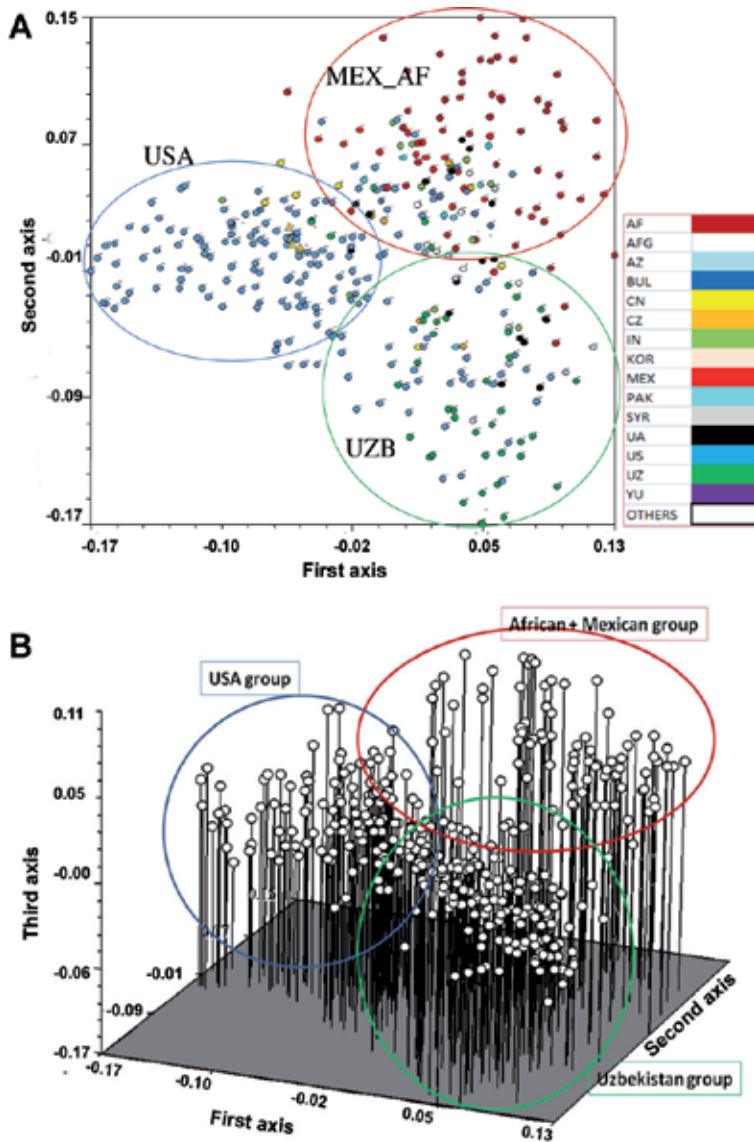 A
0.15
MEX_AF
0.07
USA
Second axis
-0.01
-0.09
UZB
-0.17
-0.17
-0.10
-0.02
0.05
0.13
First axis
AF
AFG
AZ
BUL
CN
CZ
IN
KOR
MEX
PAK
SYR
UA
US
UZ
YU
OTHERS
B
African + Mexican group
USA group
0.11
0.05
-0.00
Third axis
-0.06
-0.17
-0.01
-0.09
Second axis
Uzbekistan group
-0.17
-0.10
-0.02
0.05
0.13
First axis